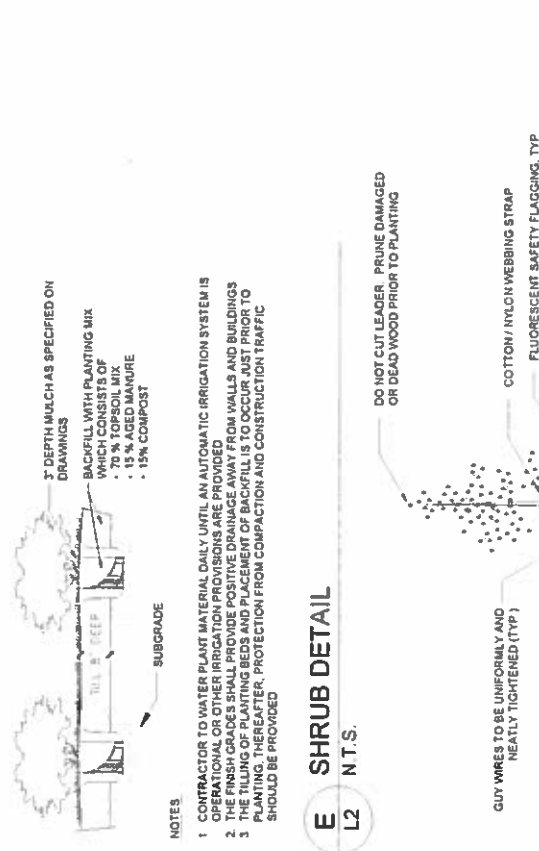 3" DEPTH MULCH AS SPECIFIED ON
DRAWINGS
BACKFILL WITH PLANTING MIX
WHICH CONSISTS OF
- 70 % TOPSOIL MIX
- 15 % AGED MANURE
- 15% COMPOST
TILL 8" DEEP
SUBGRADE
NOTES
1 CONTRACTOR TO WATER PLANT MATERIAL DAILY UNTIL AN AUTOMATIC IRRIGATION SYSTEM IS
OPERATIONAL OR OTHER IRRIGATION PROVISIONS ARE PROVIDED
2. THE FINISH GRADES SHALL PROVIDE POSITIVE DRAINAGE AWAY FROM WALLS AND BUILDINGS
3 THE TILLING OF PLANTING BEDS AND PLACEMENT OF BACKFILL IS TO OCCUR JUST PRIOR TO
PLANTING, THEREAFTER, PROTECTION FROM COMPACTION AND CONSTRUCTION TRAFFIC
SHOULD BE PROVIDED
E SHRUB DETAIL
L2 N.T.S.
DO NOT CUT LEADER. PRUNE DAMAGED
OR DEAD WOOD PRIOR TO PLANTING
COTTON / NYLON WEBBING STRAP
FLUORESCENT SAFETY FLAGGING, TYP
GUY WIRES TO BE UNIFORMLY AND
NEATLY TIGHTENED (TYP)